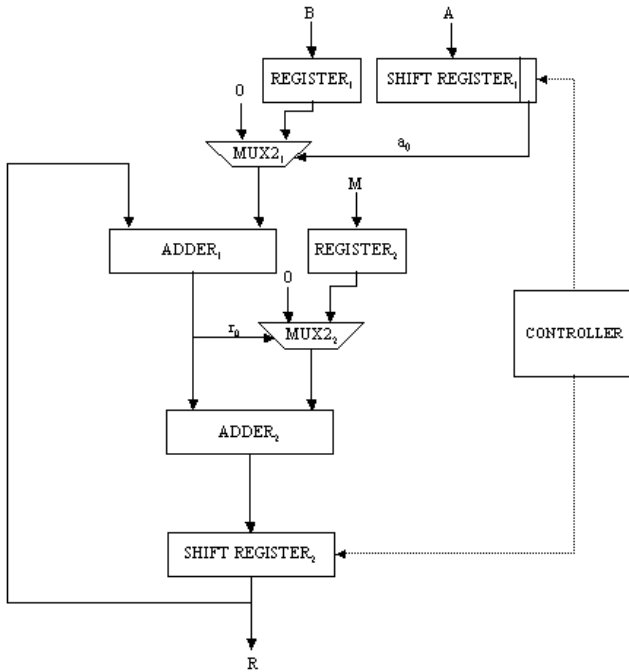 B A
REGISTER₁ SHIFT REGISTER₁
0
MUX2₁ a₀
M
ADDER₁ REGISTER₂
0
r₀ MUX2₂ CONTROLLER
ADDER₂
SHIFT REGISTER₂
R